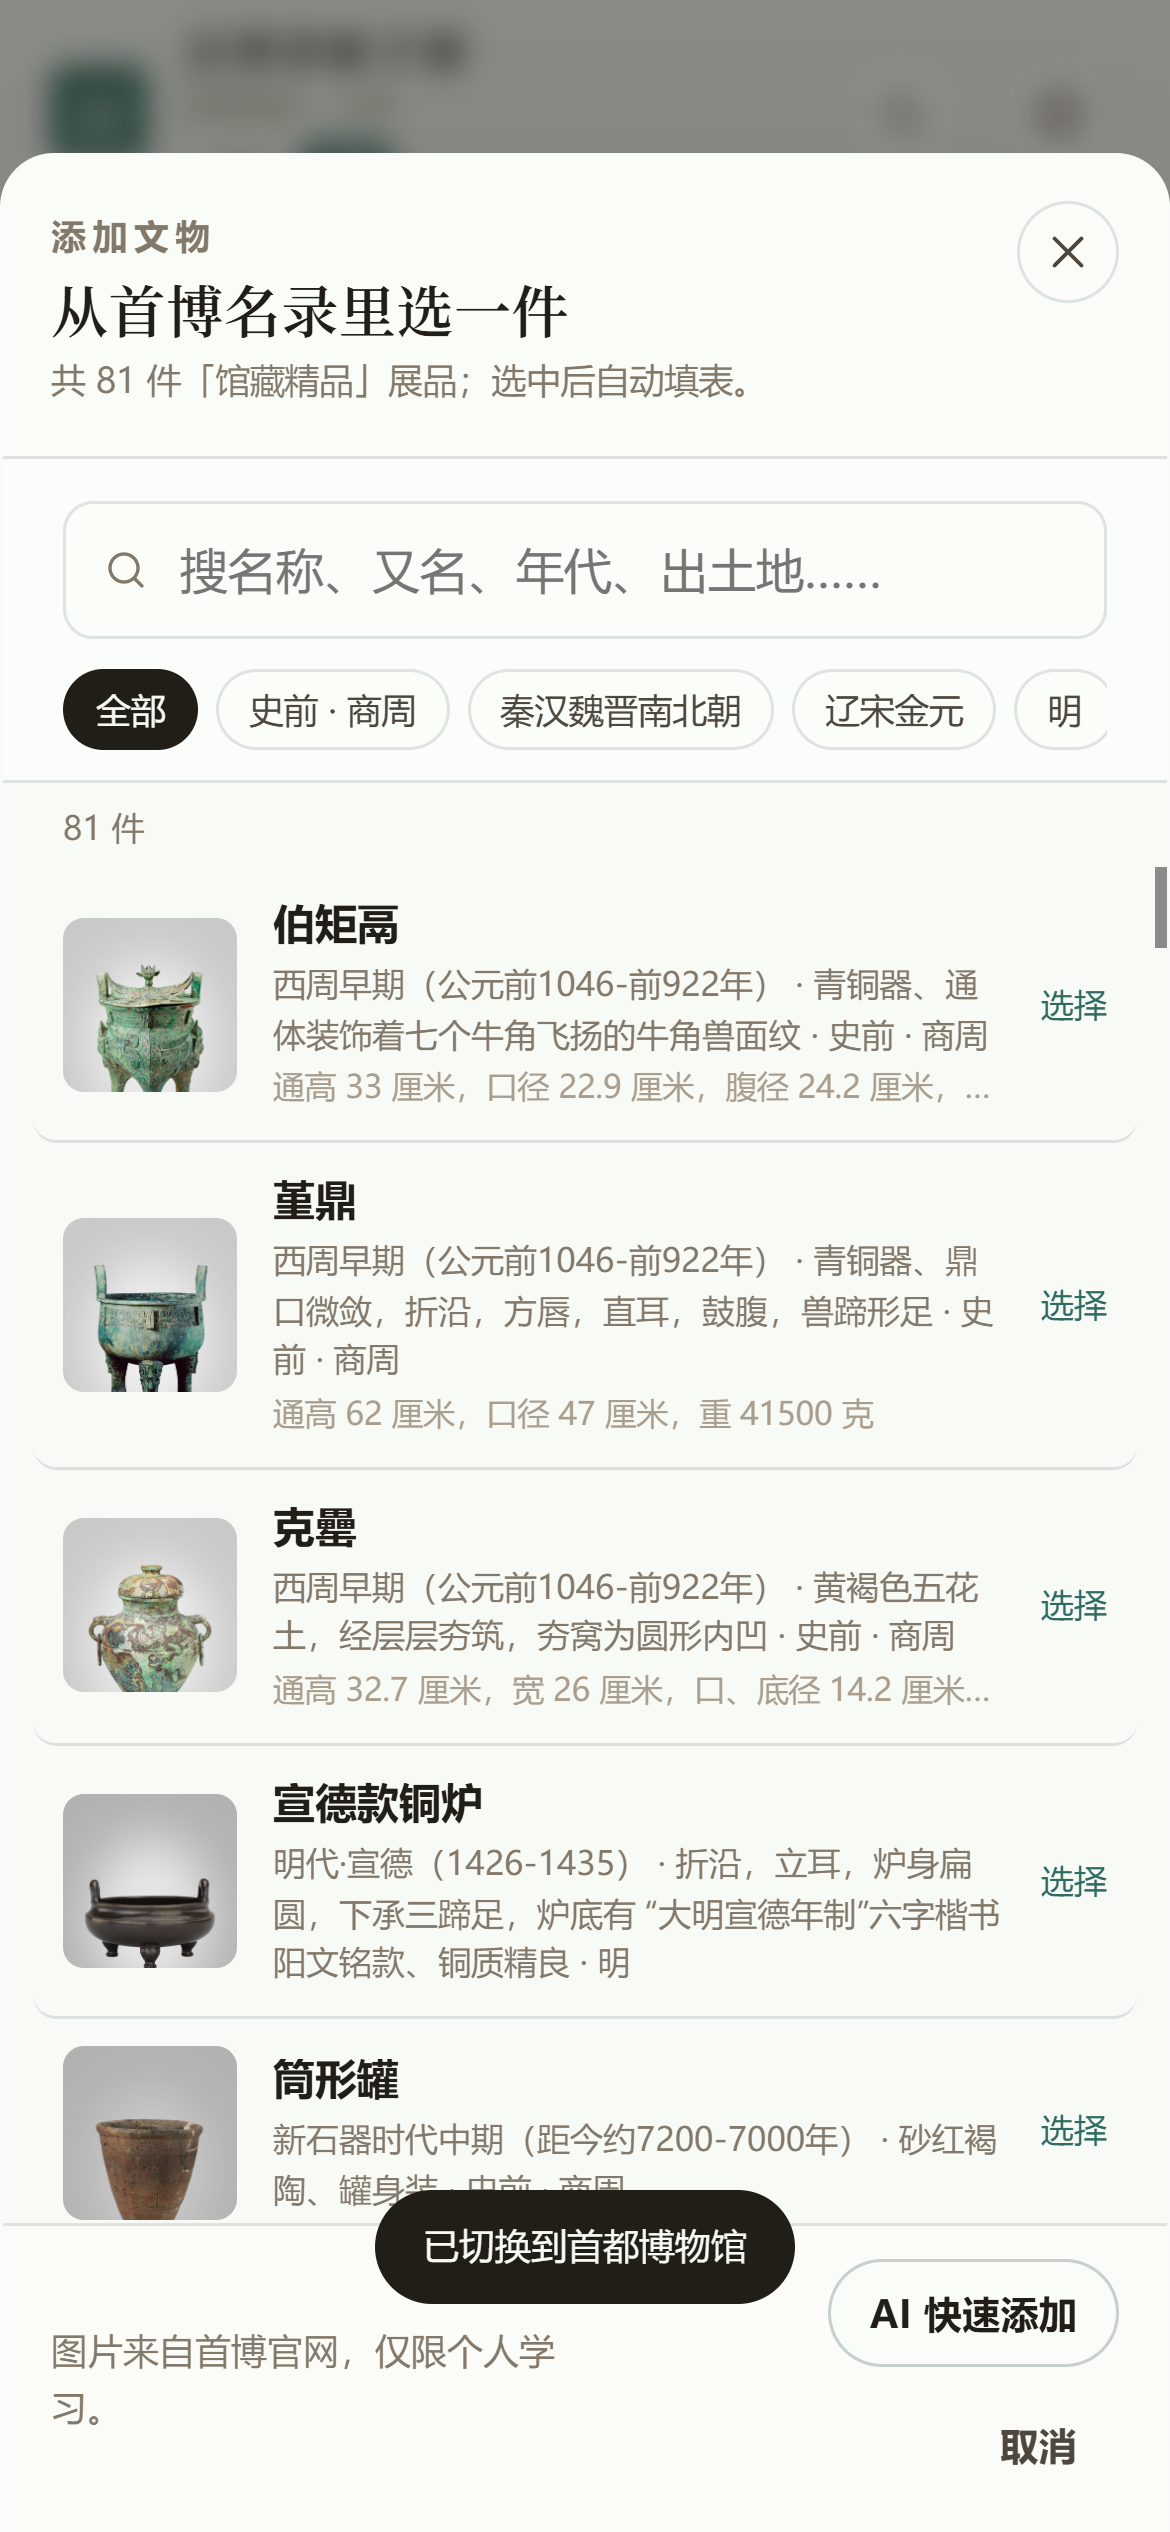 添加文物
从首博名录里选一件
共 81 件「馆藏精品」展品；选中后自动填表。
搜名称、又名、年代、出土地……
全部 史前 · 商周 秦汉魏晋南北朝 辽宋金元 明
81 件
伯矩鬲
西周早期（公元前1046-前922年） · 青铜器、通
体装饰着七个牛角飞扬的牛角兽面纹 · 史前 · 商周
通高 33 厘米，口径 22.9 厘米，腹径 24.2 厘米，…
选择
堇鼎
西周早期（公元前1046-前922年） · 青铜器、鼎
口微敛，折沿，方唇，直耳，鼓腹，兽蹄形足 · 史
前 · 商周
通高 62 厘米，口径 47 厘米，重 41500 克
选择
克罍
西周早期（公元前1046-前922年） · 黄褐色五花
土，经层层夯筑，夯窝为圆形内凹 · 史前 · 商周
通高 32.7 厘米，宽 26 厘米，口、底径 14.2 厘米…
选择
宣德款铜炉
明代·宣德（1426-1435） · 折沿，立耳，炉身扁
圆，下承三蹄足，炉底有 “大明宣德年制”六字楷书
阳文铭款、铜质精良 · 明
选择
筒形罐
新石器时代中期（距今约7200-7000年） · 砂红褐
陶、罐身装 · 史前 · 商周
选择
已切换到首都博物馆
图片来自首博官网，仅限个人学
习。
AI 快速添加
取消